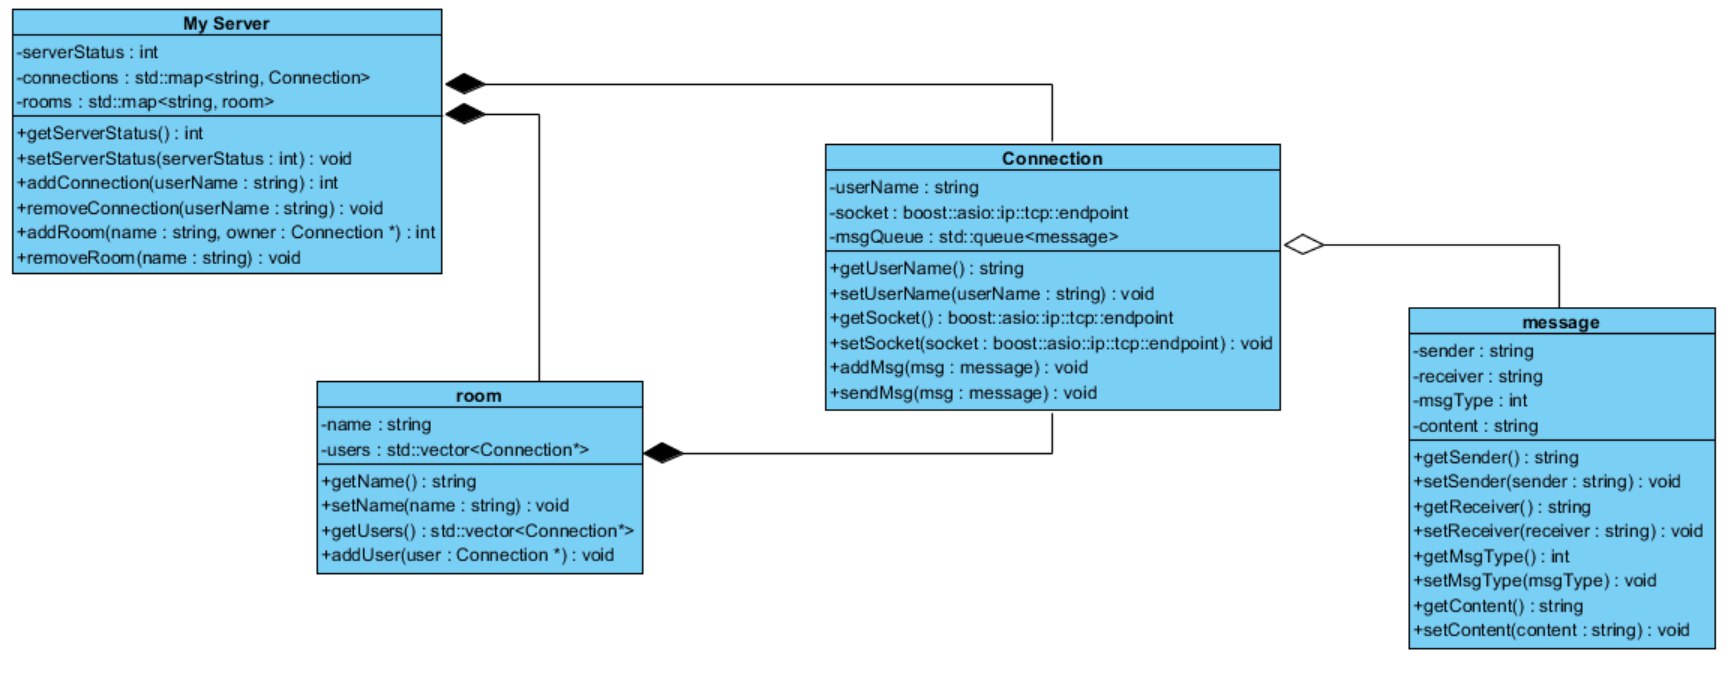 My Server
-serverStatus : int
-connections : std::map<string, Connection>
-rooms : std::map<string, room>
+getServerStatus() : int
+setServerStatus(serverStatus : int) : void
+addConnection(userName : string) : int
+removeConnection(userName : string) : void
+addRoom(name : string, owner : Connection *) : int
+removeRoom(name : string) : void
Connection
-userName : string
-socket : boost::asio::ip::tcp::endpoint
-msgQueue : std::queue<message>
+getUserName() : string
+setUserName(userName : string) : void
+getSocket() : boost::asio::ip::tcp::endpoint
+setSocket(socket : boost::asio::ip::tcp::endpoint) : void
+addMsg(msg : message) : void
+sendMsg(msg : message) : void
room
-name : string
-users : std::vector<Connection*>
+getName() : string
+setName(name : string) : void
+getUsers() : std::vector<Connection*>
+addUser(user : Connection *) : void
message
-sender : string
-receiver : string
-msgType : int
-content : string
+getSender() : string
+setSender(sender : string) : void
+getReceiver() : string
+setReceiver(receiver : string) : void
+getMsgType() : int
+setMsgType(msgType) : void
+getContent() : string
+setContent(content : string) : void